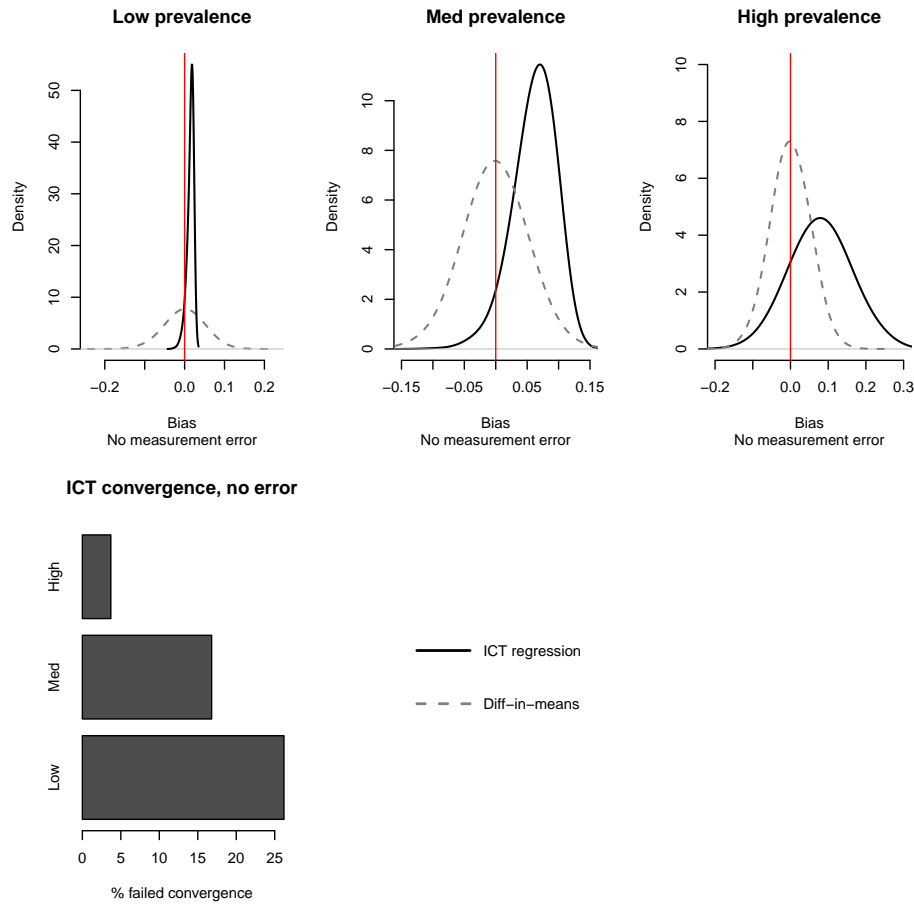 Low prevalence
Density
0 10 20 30 40 50
−0.2 0.0 0.1 0.2
Bias
No measurement error
Med prevalence
Density
0 2 4 6 8 10
−0.15 −0.05 0.05 0.15
Bias
No measurement error
High prevalence
Density
0 2 4 6 8 10
−0.2 0.0 0.1 0.2 0.3
Bias
No measurement error
ICT convergence, no error
High
Med
Low
0 5 10 15 20 25
% failed convergence
ICT regression
Diff−in−means